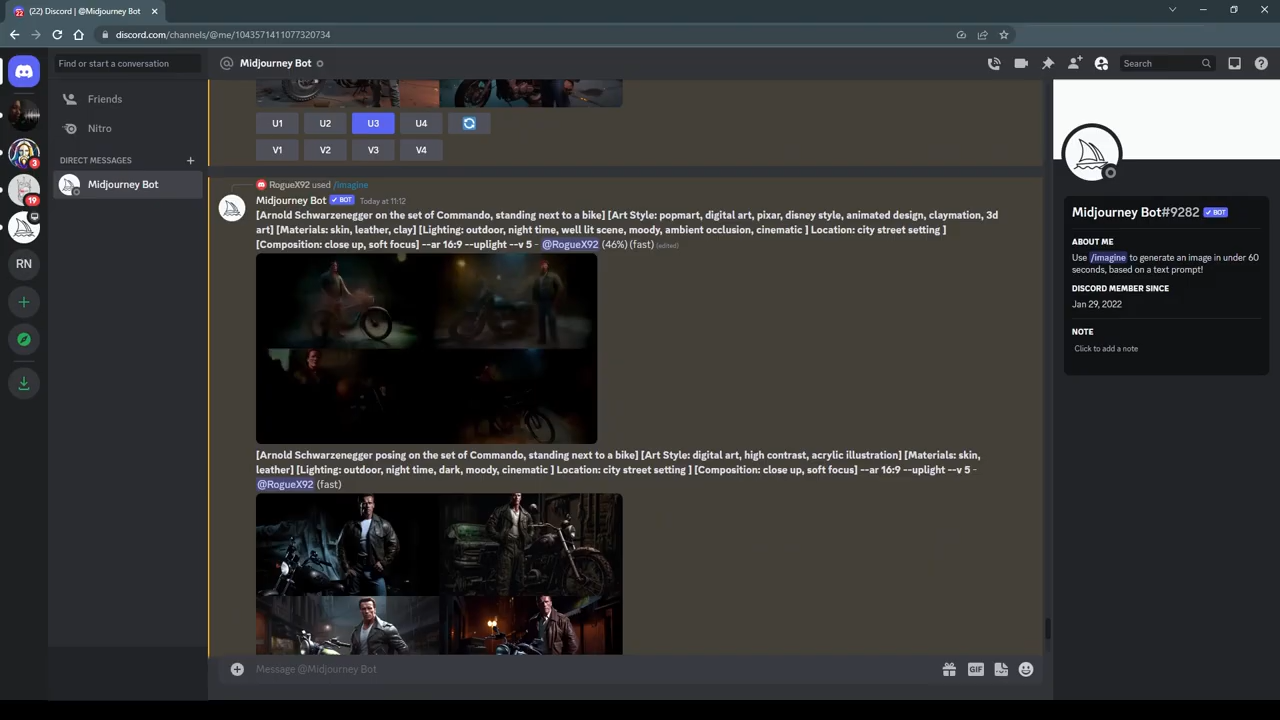 (22) Discord | @Midjourney Bot
discord.com/channels/@me/1043571411077320734
Find or start a conversation
Midjourney Bot
Search
Friends
Nitro
DIRECT MESSAGES
Midjourney Bot
3
19
RN
U1 U2 U3 U4
V1 V2 V3 V4
RogueX92 used /imagine
Midjourney Bot BOT Today at 11:12
[Arnold Schwarzenegger on the set of Commando, standing next to a bike] [Art Style: popmart, digital art, pixar, disney style, animated design, claymation, 3d
art] [Materials: skin, leather, clay] [Lighting: outdoor, night time, well lit scene, moody, ambient occlusion, cinematic ] Location: city street setting ]
[Composition: close up, soft focus] --ar 16:9 --uplight --v 5 - @RogueX92 (46%) (fast) (edited)
[Arnold Schwarzenegger posing on the set of Commando, standing next to a bike] [Art Style: digital art, high contrast, acrylic illustration] [Materials: skin,
leather] [Lighting: outdoor, night time, dark, moody, cinematic ] Location: city street setting ] [Composition: close up, soft focus] --ar 16:9 --uplight --v 5 -
@RogueX92 (fast)
Message @Midjourney Bot
GIF
Midjourney Bot#9282 BOT
ABOUT ME
Use /imagine to generate an image in under 60
seconds, based on a text prompt!
DISCORD MEMBER SINCE
Jan 29, 2022
NOTE
Click to add a note